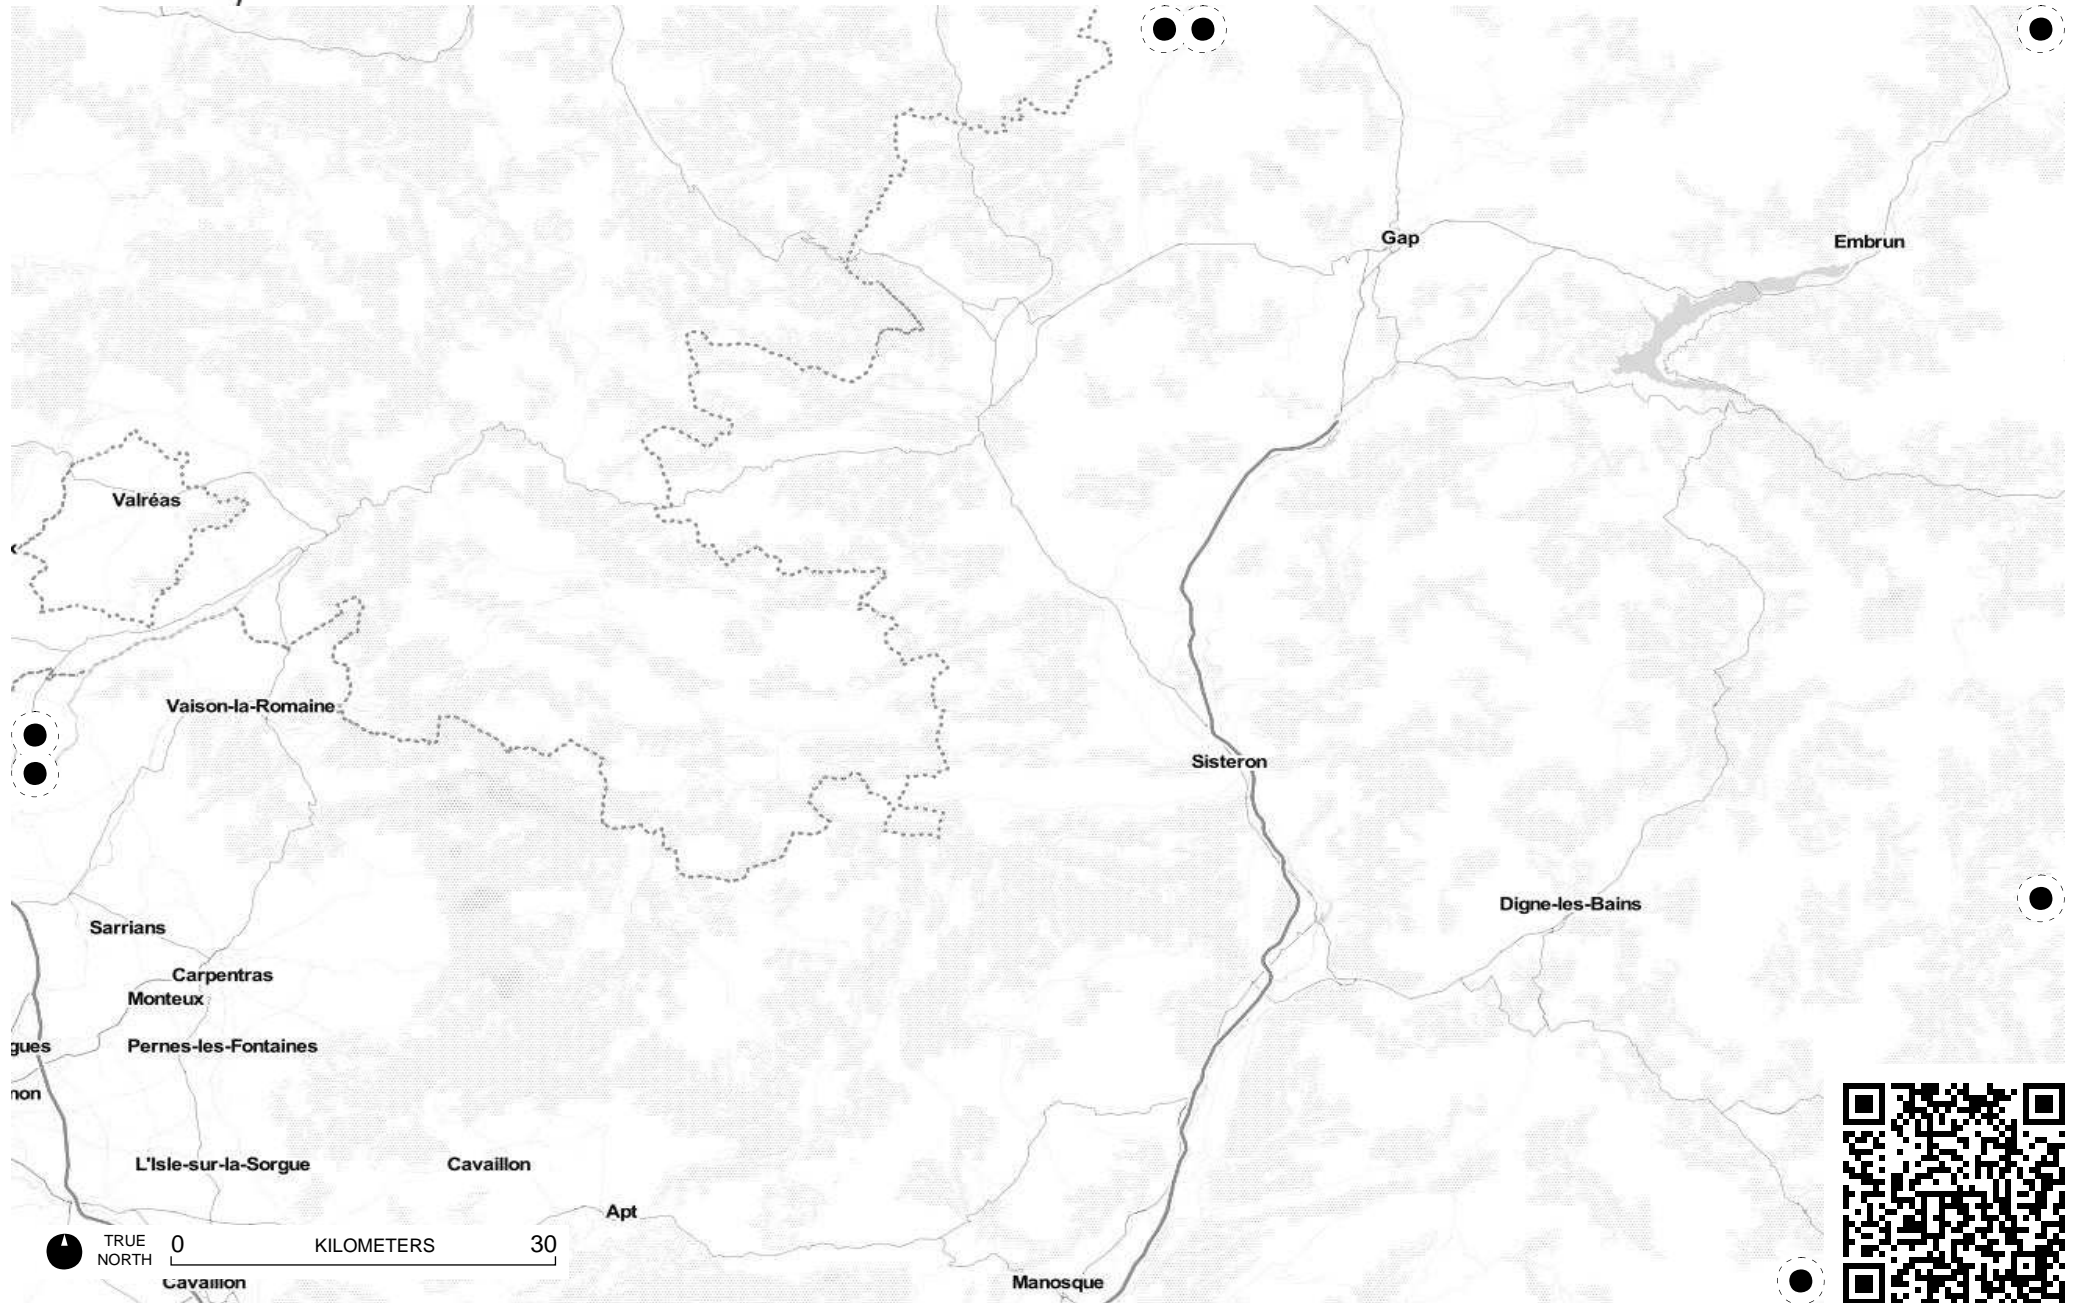 Gap
Embrun
Valréas
Vaison-la-Romaine
Sisteron
Digne-les-Bains
Sarrians
Carpentras
Monteux
gues
Pernes-les-Fontaines
non
L'Isle-sur-la-Sorgue
Cavaillon
Apt
TRUE NORTH
0 KILOMETERS 30
Cavaillon
Manosque